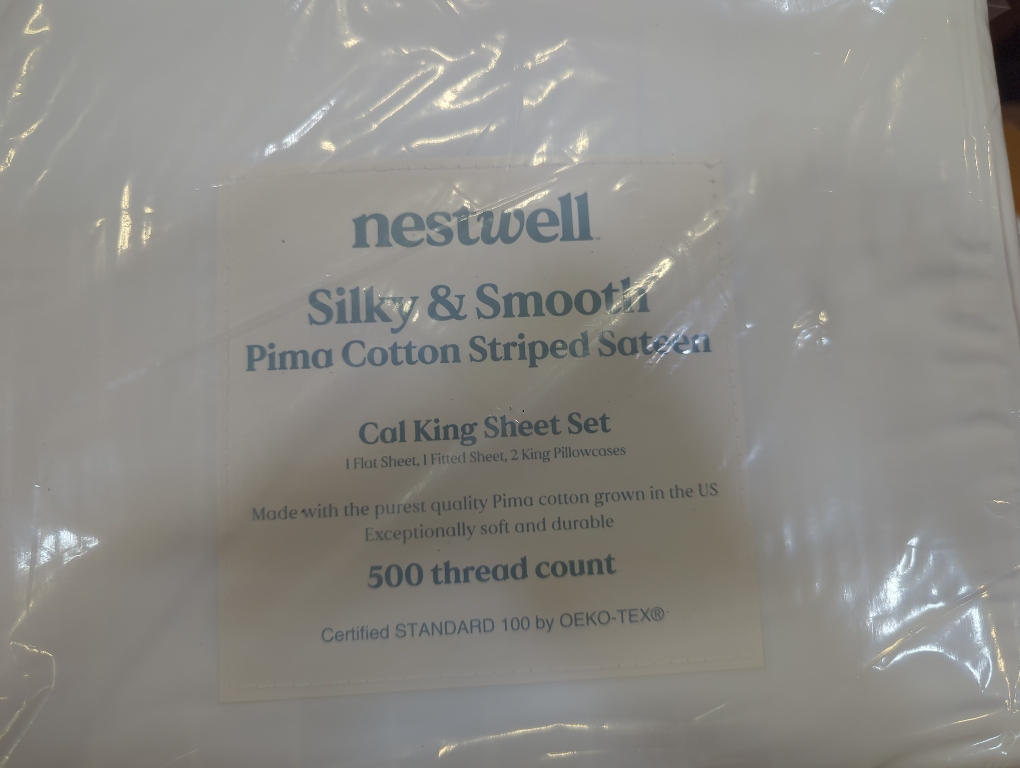 nestwell
Silky & Smooth
Pima Cotton Striped Sateen
Cal King Sheet Set
1 Flat Sheet, 1 Fitted Sheet, 2 King Pillowcases
Made with the purest quality Pima cotton grown in the US
Exceptionally soft and durable
500 thread count
Certified STANDARD 100 by OEKO-TEX®